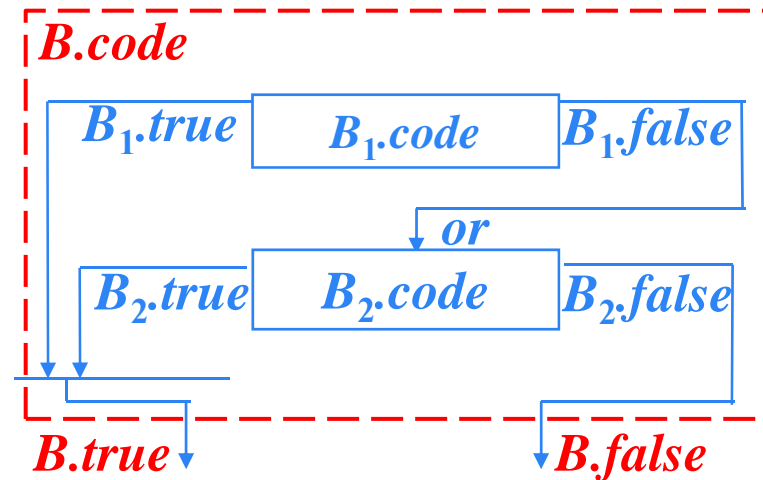 B.code
B₁.true
B₁.code
B₁.false
or
B₂.true
B₂.code
B₂.false
B.true
B.false